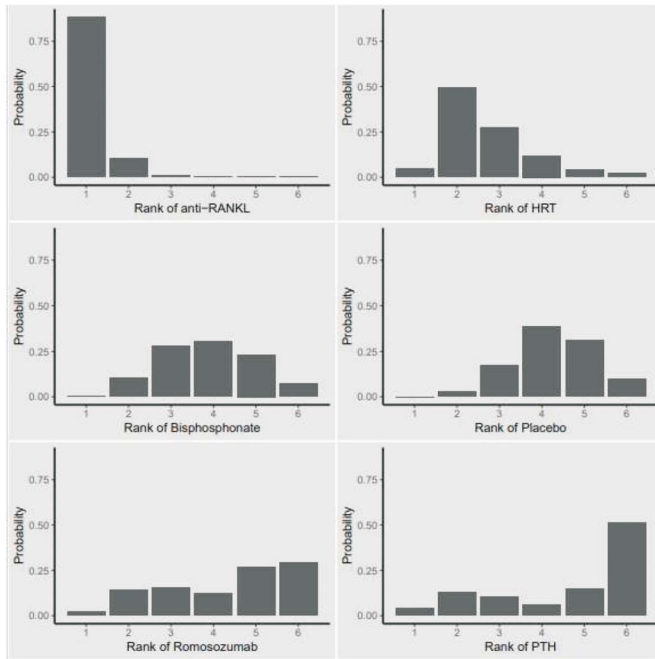 Probability
0.75
0.50
0.25
0.00
1 2 3 4 5 6
Rank of anti−RANKL
Probability
0.75
0.50
0.25
0.00
1 2 3 4 5 6
Rank of HRT
Probability
0.75
0.50
0.25
0.00
1 2 3 4 5 6
Rank of Bisphosphonate
Probability
0.75
0.50
0.25
0.00
1 2 3 4 5 6
Rank of Placebo
Probability
0.75
0.50
0.25
0.00
1 2 3 4 5 6
Rank of Romosozumab
Probability
0.75
0.50
0.25
0.00
1 2 3 4 5 6
Rank of PTH